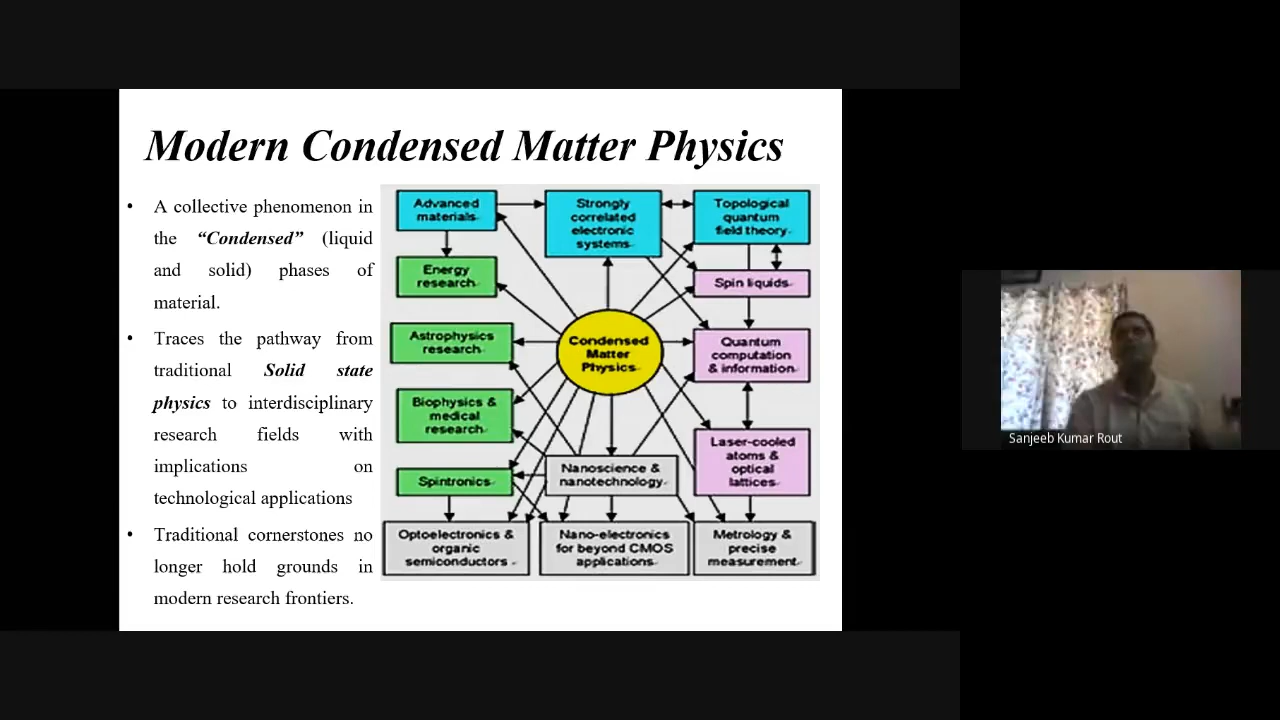 Modern Condensed Matter Physics
• A collective phenomenon in
the “Condensed” (liquid
and solid) phases of
material.
• Traces the pathway from
traditional Solid state
physics to interdisciplinary
research fields with
implications on
technological applications
• Traditional cornerstones no
longer hold grounds in
modern research frontiers.
Advanced
materials
Strongly
correlated
electronic
systems
Topological
quantum
field theory
Energy
research
Spin liquids
Astrophysics
research
Condensed
Matter
Physics
Quantum
computation
& information
Biophysics &
medical
research
Laser-cooled
atoms &
optical
lattices
Spintronics
Nanoscience &
nanotechnology
Optoelectronics &
organic
semiconductors
Nano-electronics
for beyond CMOS
applications
Metrology &
precise
measurement
Sanjeeb Kumar Rout